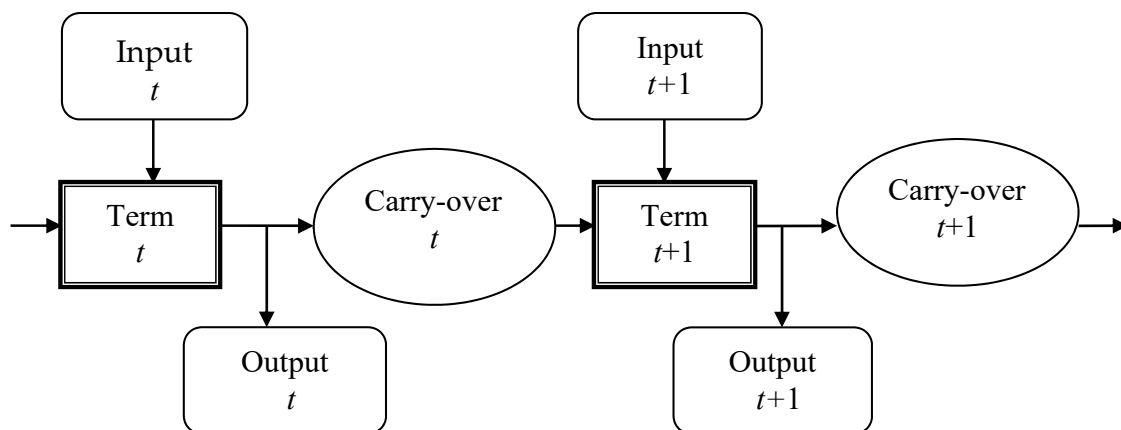 Input
t
Input
t+1
Term
t
Carry-over
t
Term
t+1
Carry-over
t+1
Output
t
Output
t+1